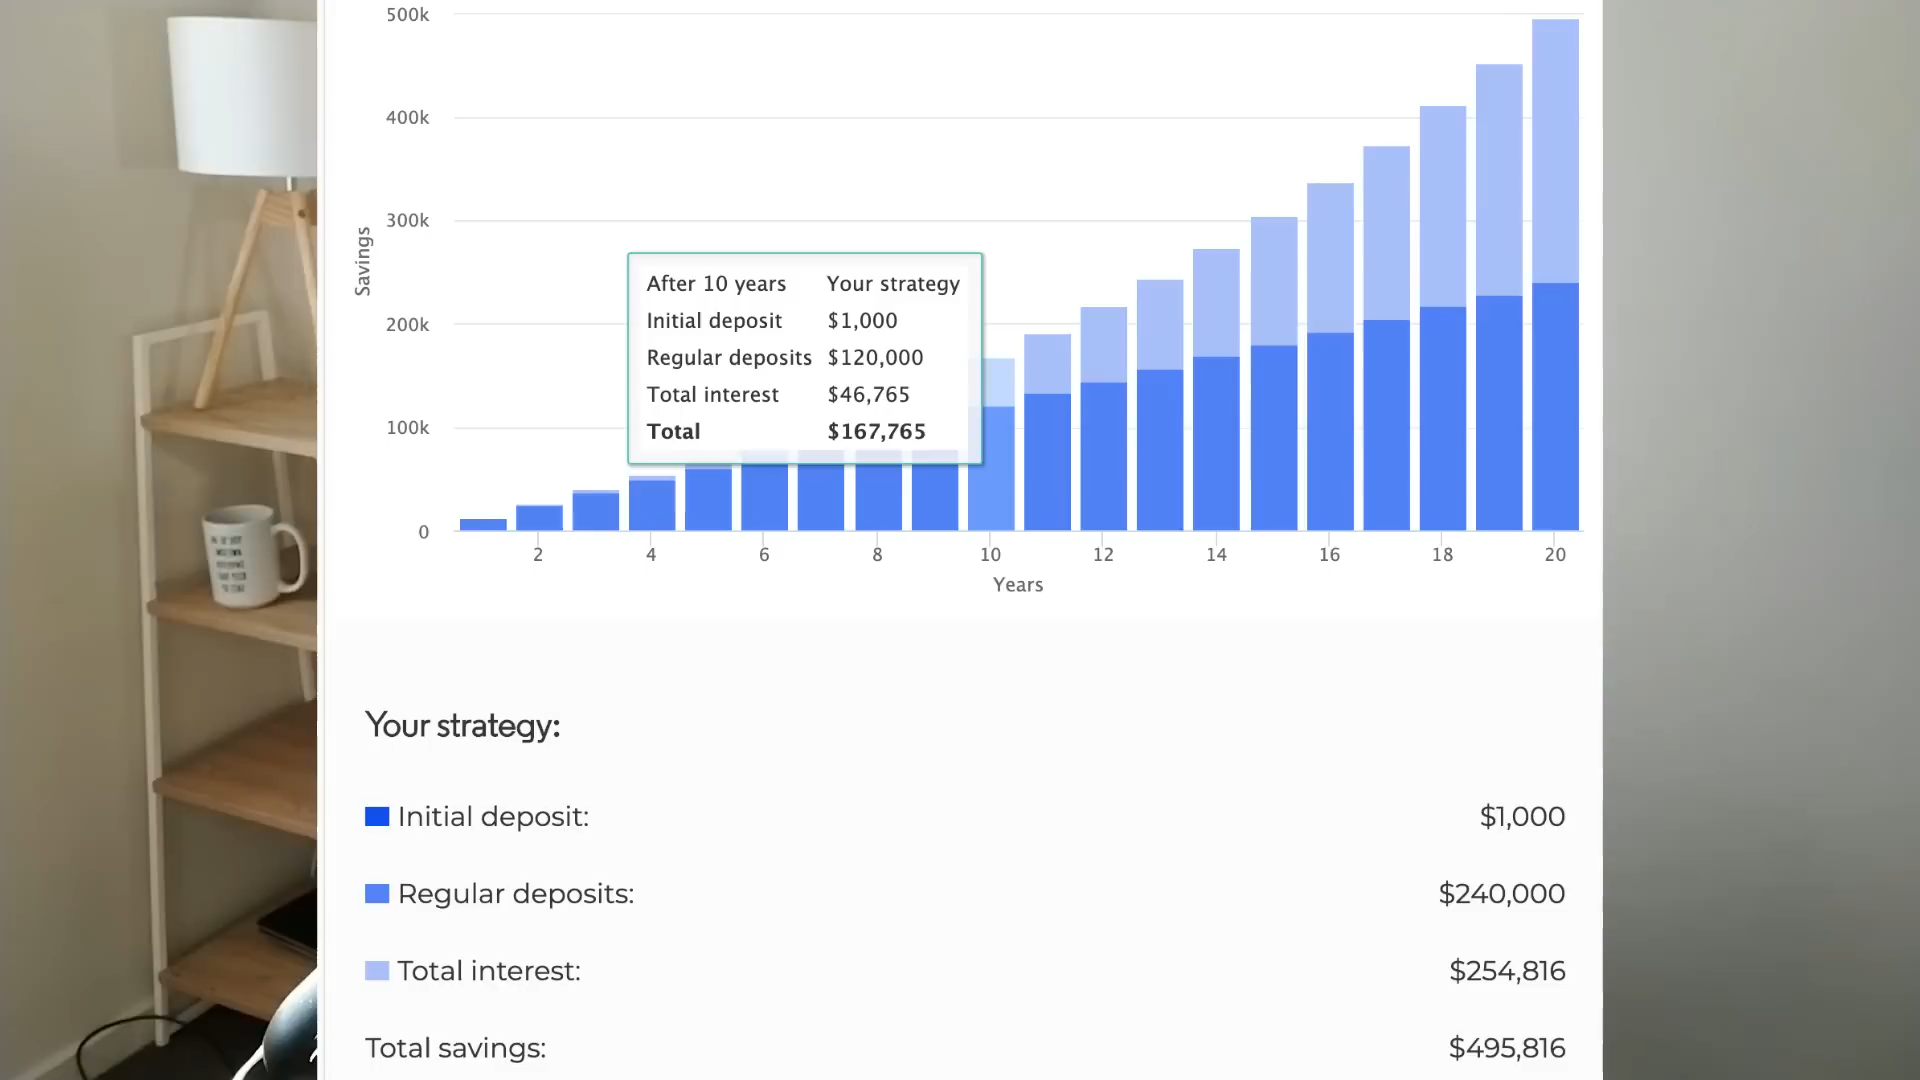 500k
400k
300k
200k
100k
0
Savings
After 10 years Your strategy
Initial deposit $1,000
Regular deposits $120,000
Total interest $46,765
Total $167,765
2 4 6 8 10 12 14 16 18 20
Years
Your strategy:
Initial deposit: $1,000
Regular deposits: $240,000
Total interest: $254,816
Total savings: $495,816